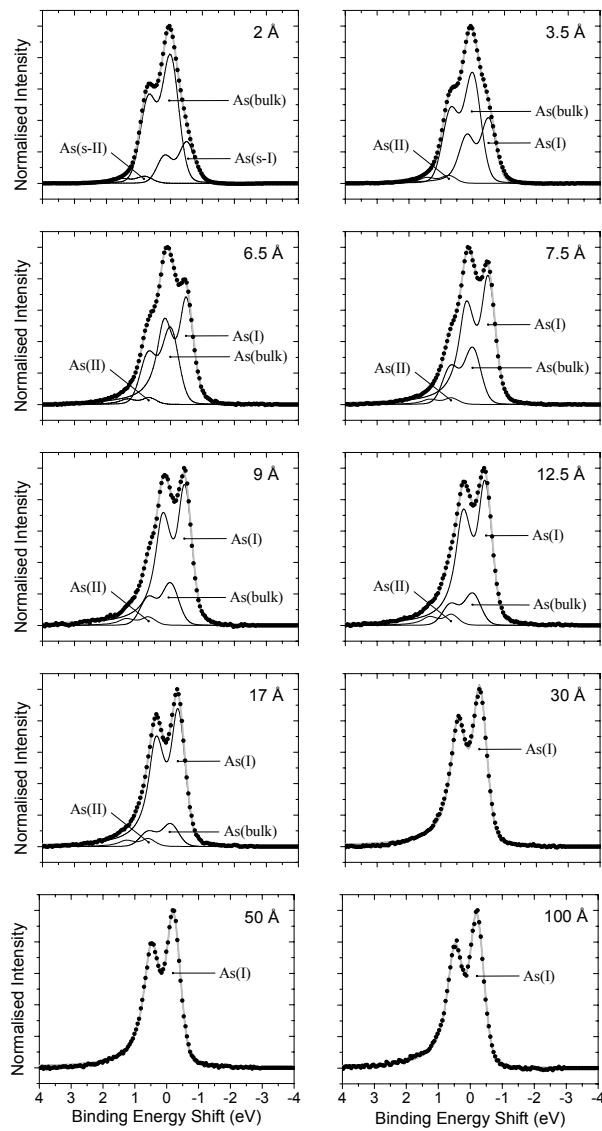 2 Å
3.5 Å
Normalised Intensity
As(bulk)
As(s-II)
As(s-I)
As(bulk)
As(II)
As(I)
6.5 Å
7.5 Å
Normalised Intensity
As(I)
As(bulk)
As(II)
As(I)
As(II)
As(bulk)
9 Å
12.5 Å
Normalised Intensity
As(I)
As(II)
As(bulk)
As(I)
As(II)
As(bulk)
17 Å
30 Å
Normalised Intensity
As(I)
As(II)
As(bulk)
As(I)
50 Å
100 Å
Normalised Intensity
As(I)
As(I)
4 3 2 1 0 -1 -2 -3 -4
4 3 2 1 0 -1 -2 -3 -4
Binding Energy Shift (eV)
Binding Energy Shift (eV)